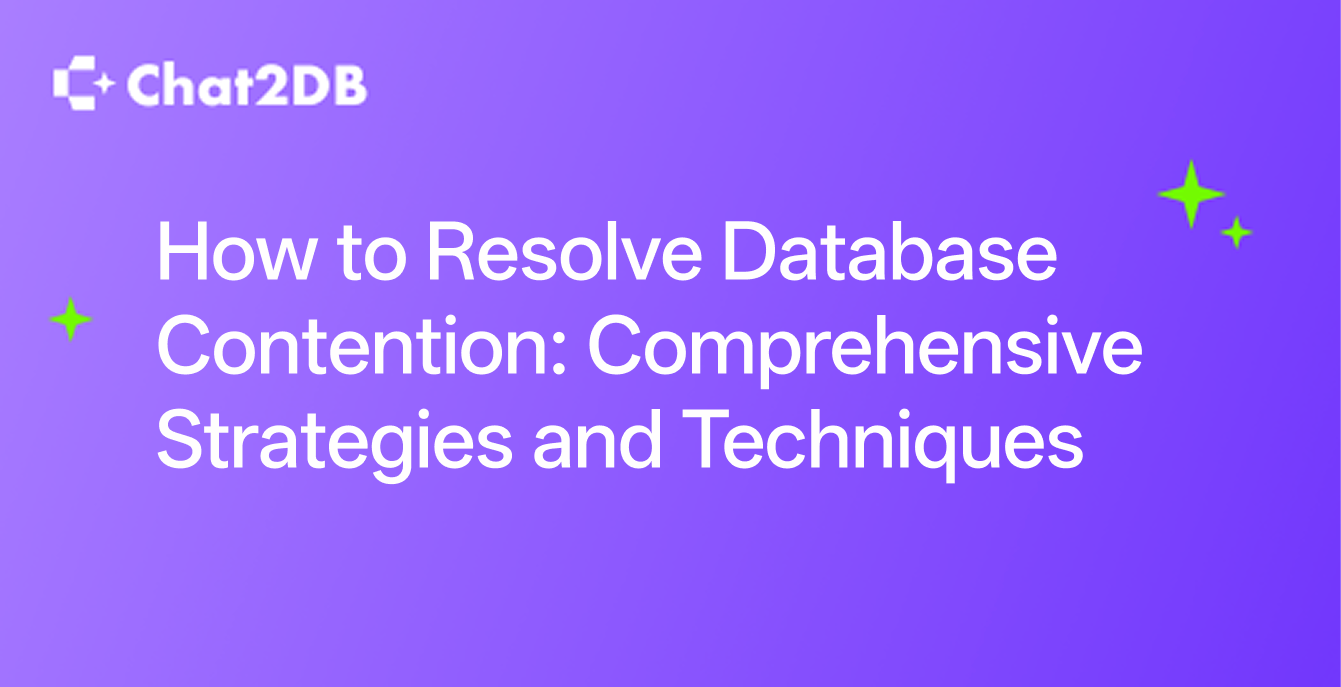 Chat2DB
How to Resolve Database
Contention: Comprehensive
Strategies and Techniques